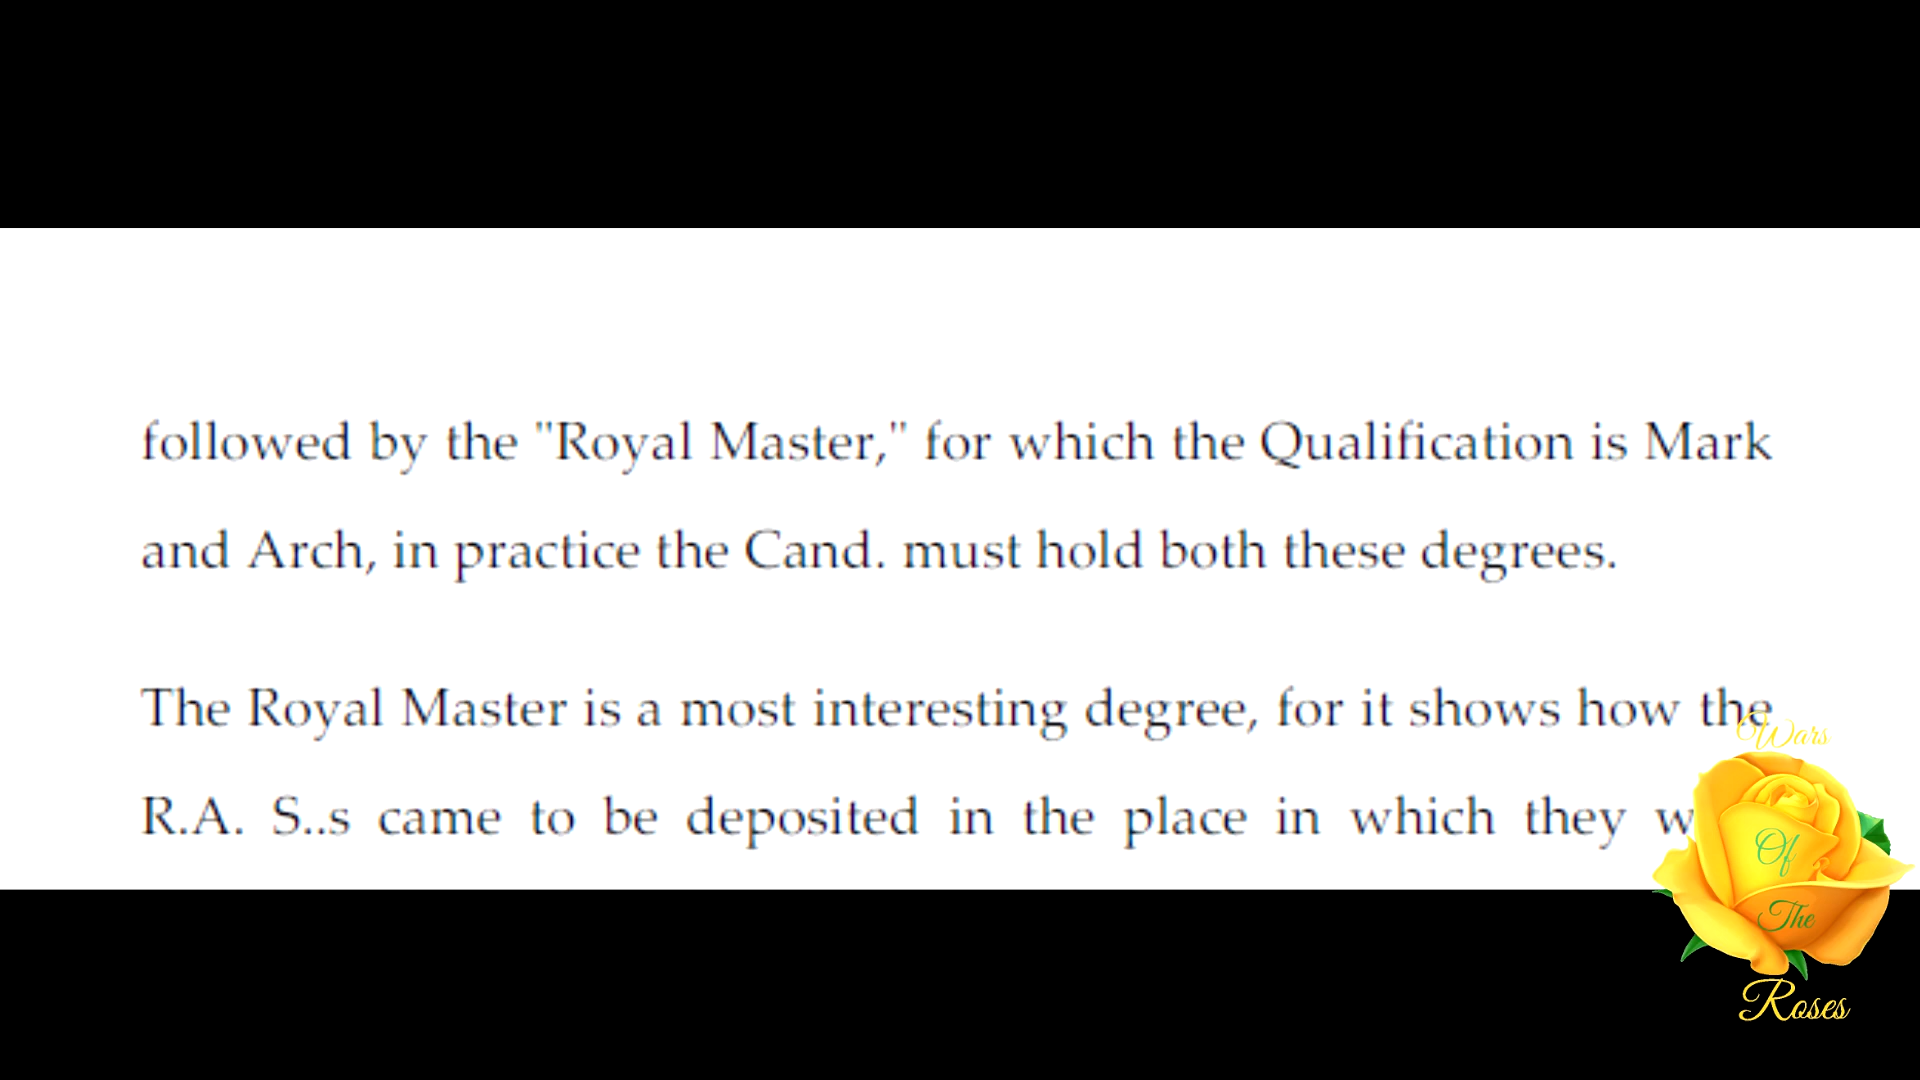 followed by the "Royal Master," for which the Qualification is Mark
and Arch, in practice the Cand. must hold both these degrees.
The Royal Master is a most interesting degree, for it shows how the
R.A. S..s came to be deposited in the place in which they
Wars
Of
The
Roses